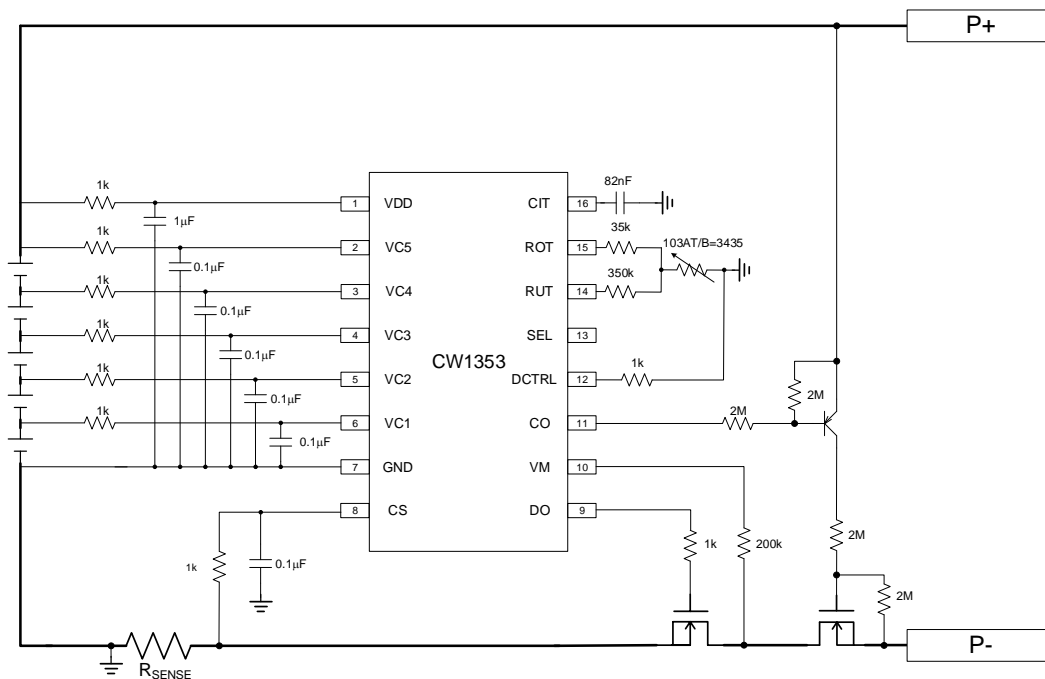 P+
1k
1µF
1k
0.1µF
1k
0.1µF
1k
0.1µF
1k
0.1µF
1k
0.1µF
1
VDD
2
VC5
3
VC4
4
VC3
5
VC2
6
VC1
7
GND
8
CS
CW1353
CIT
16
ROT
15
RUT
14
SEL
13
DCTRL
12
CO
11
VM
10
DO
9
82nF
35k
103AT/B=3435
350k
1k
2M
2M
2M
2M
1k
200k
1k
0.1µF
RSENSE
P-